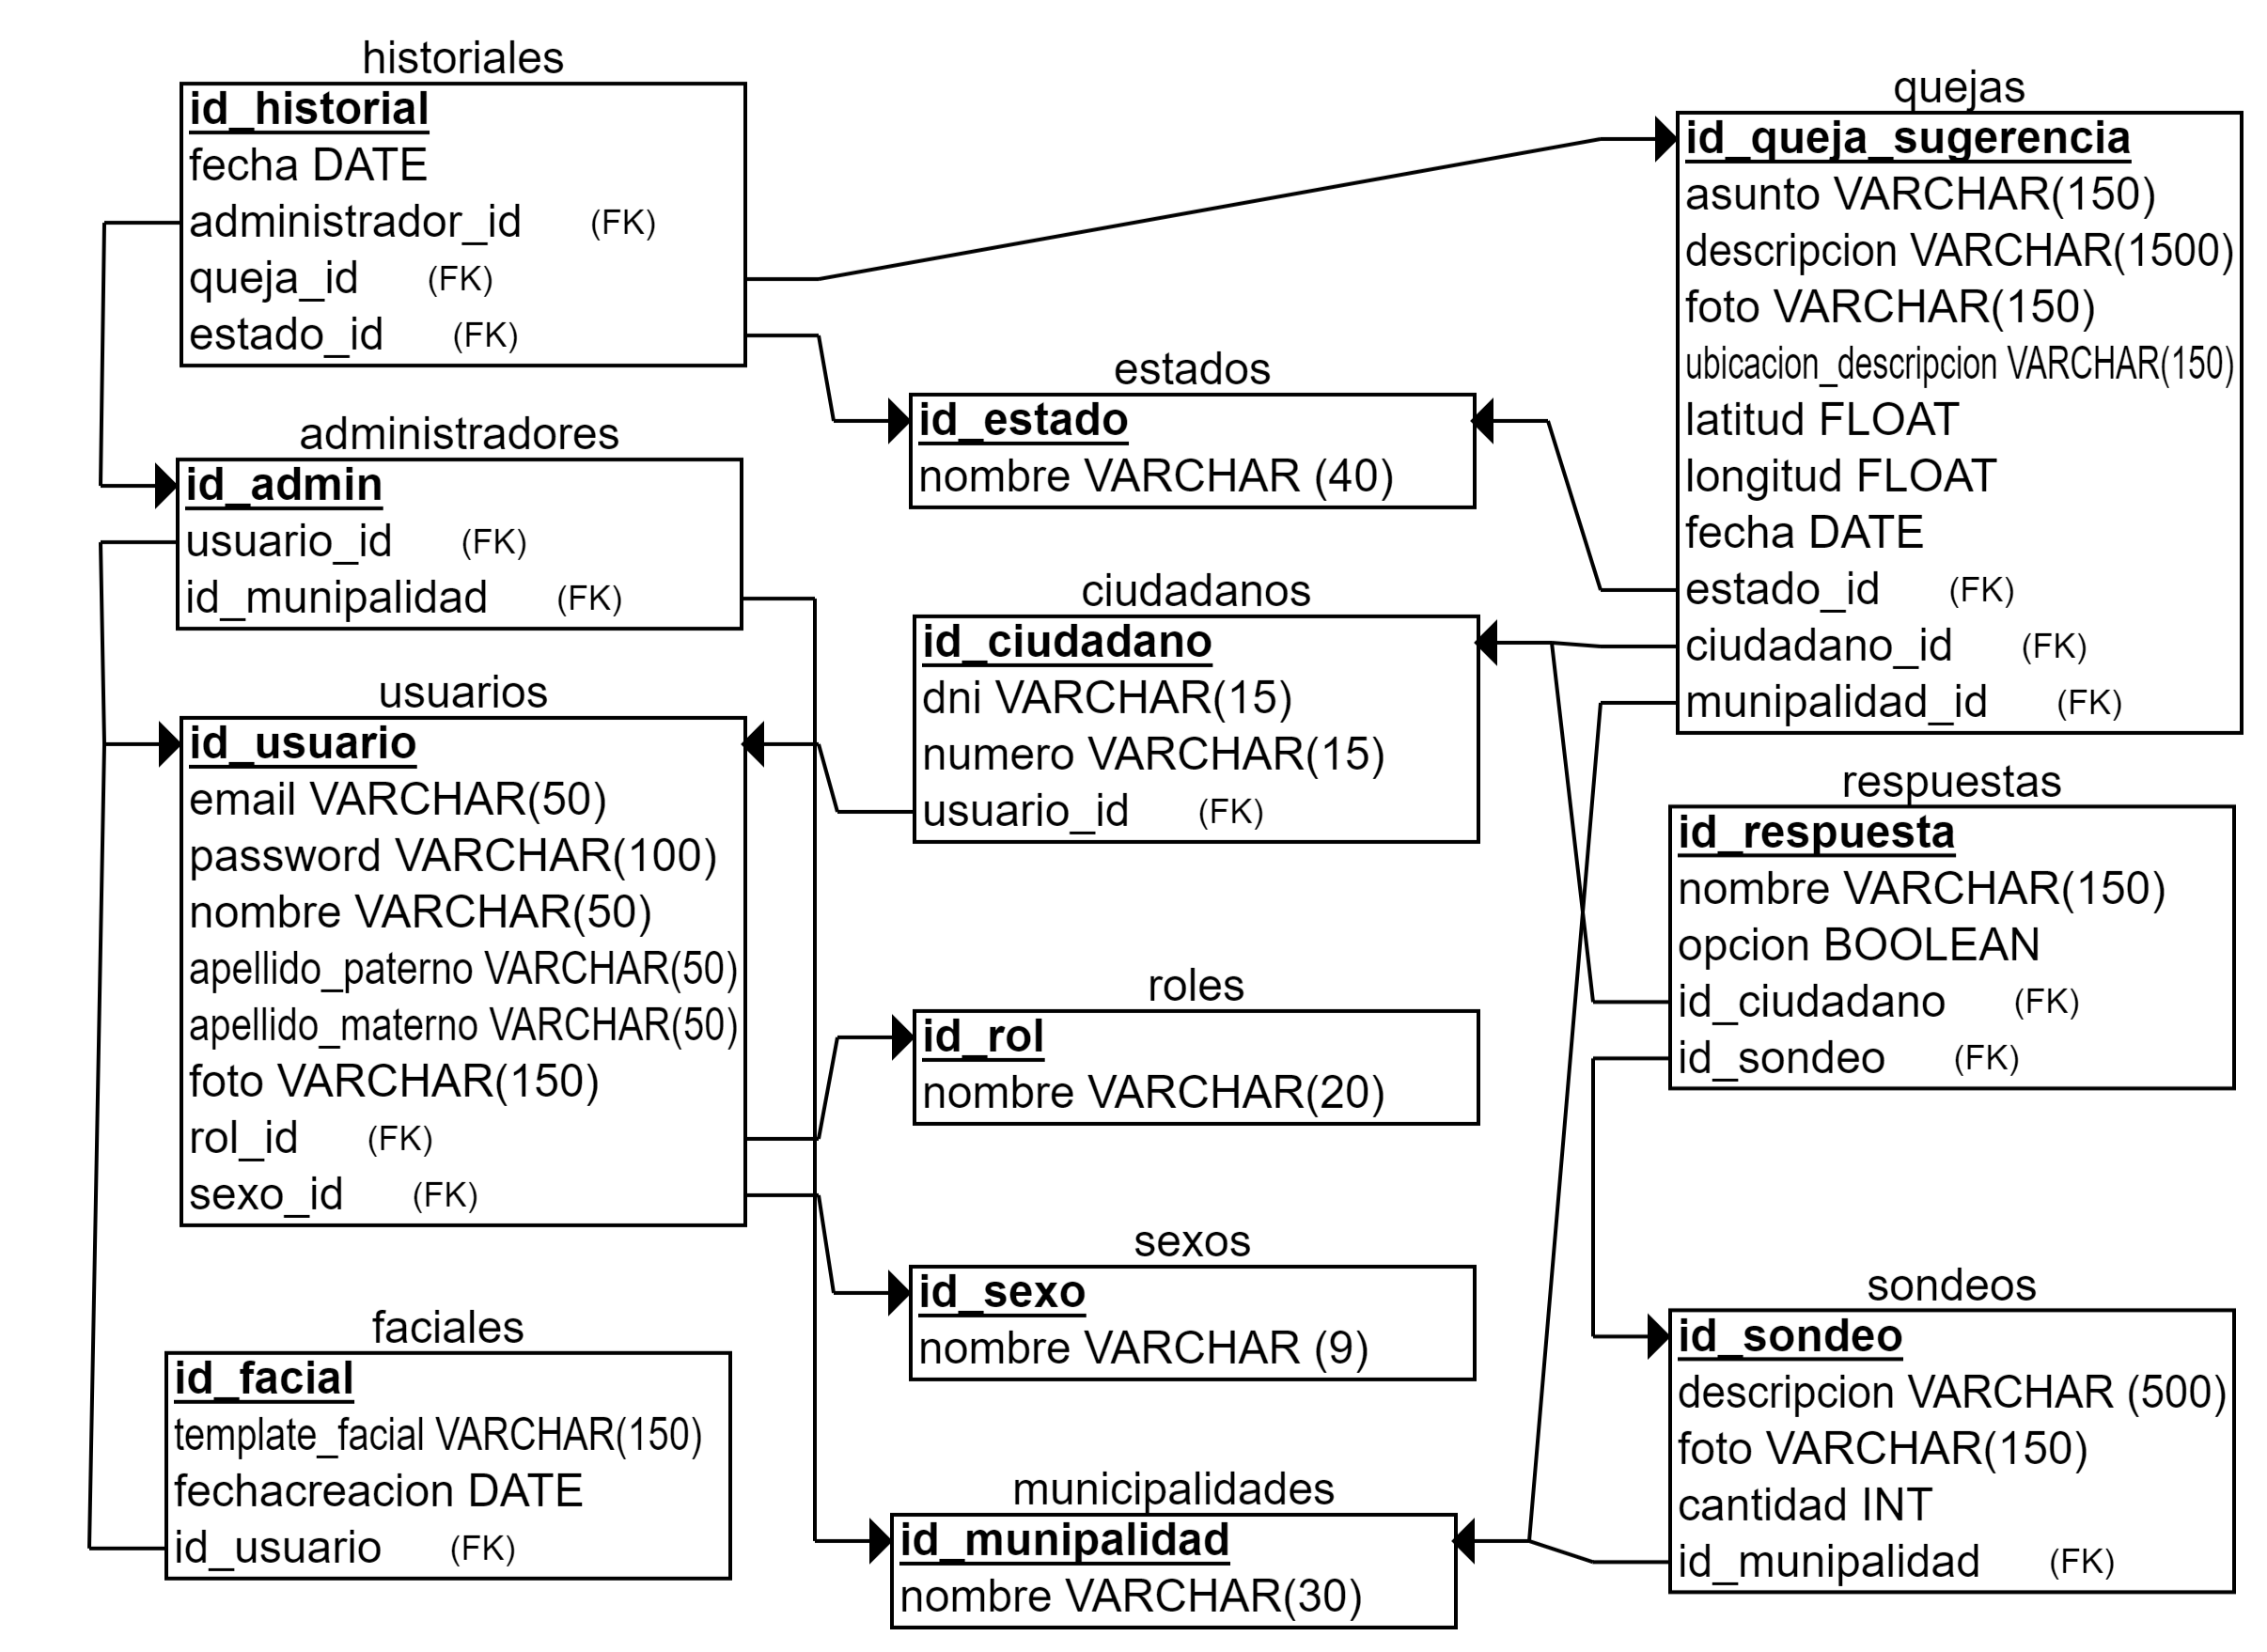 historiales
id_historial
fecha DATE
administrador_id (FK)
queja_id (FK)
estado_id (FK)
administradores
id_admin
usuario_id (FK)
id_munipalidad (FK)
usuarios
id_usuario
email VARCHAR(50)
password VARCHAR(100)
nombre VARCHAR(50)
apellido_paterno VARCHAR(50)
apellido_materno VARCHAR(50)
foto VARCHAR(150)
rol_id (FK)
sexo_id (FK)
faciales
id_facial
template_facial VARCHAR(150)
fechacreacion DATE
id_usuario (FK)
estados
id_estado
nombre VARCHAR (40)
ciudadanos
id_ciudadano
dni VARCHAR(15)
numero VARCHAR(15)
usuario_id (FK)
roles
id_rol
nombre VARCHAR(20)
sexos
id_sexo
nombre VARCHAR (9)
municipalidades
id_munipalidad
nombre VARCHAR(30)
quejas
id_queja_sugerencia
asunto VARCHAR(150)
descripcion VARCHAR(1500)
foto VARCHAR(150)
ubicacion_descripcion VARCHAR(150)
latitud FLOAT
longitud FLOAT
fecha DATE
estado_id (FK)
ciudadano_id (FK)
munipalidad_id (FK)
respuestas
id_respuesta
nombre VARCHAR(150)
opcion BOOLEAN
id_ciudadano (FK)
id_sondeo (FK)
sondeos
id_sondeo
descripcion VARCHAR (500)
foto VARCHAR(150)
cantidad INT
id_munipalidad (FK)